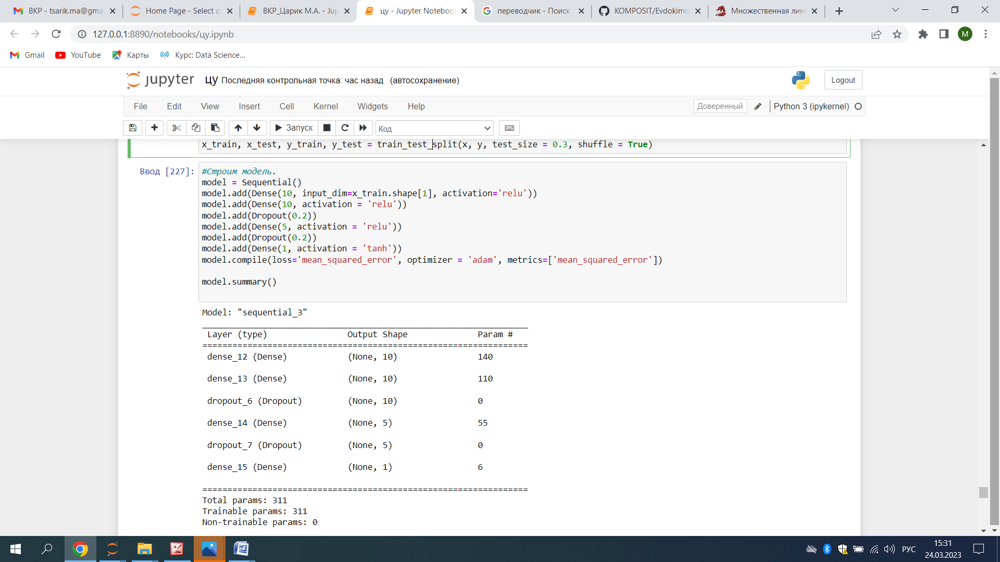 BKP - tsarik.ma@gma
Home Page - Select o
ВКР_Царик М.А. - Jup
цу - Jupyter Noteboo
переводчик - Поиск
KOMPOSIT/Evdokimo
Множественная лин
127.0.0.1:8890/notebooks/цу.ipynb
M
Gmail
YouTube
Карты
Курс: Data Science...
jupyter
цу Последняя контрольная точка: час назад (автосохранение)
Logout
File Edit View Insert Cell Kernel Widgets Help
Доверенный
Python 3 (ipykernel)
Запуск
Код
x_train, x_test, y_train, y_test = train_test_split(x, y, test_size = 0.3, shuffle = True)
Ввод [227]:
#Строим модель.
model = Sequential()
model.add(Dense(10, input_dim=x_train.shape[1], activation='relu'))
model.add(Dense(10, activation = 'relu'))
model.add(Dropout(0.2))
model.add(Dense(5, activation = 'relu'))
model.add(Dropout(0.2))
model.add(Dense(1, activation = 'tanh'))
model.compile(loss='mean_squared_error', optimizer = 'adam', metrics=['mean_squared_error'])
model.summary()
Model: "sequential_3"
Layer (type) Output Shape Param #
=================================================================
dense_12 (Dense) (None, 10) 140
dense_13 (Dense) (None, 10) 110
dropout_6 (Dropout) (None, 10) 0
dense_14 (Dense) (None, 5) 55
dropout_7 (Dropout) (None, 5) 0
dense_15 (Dense) (None, 1) 6
=================================================================
Total params: 311
Trainable params: 311
Non-trainable params: 0
РУС
15:31
24.03.2023